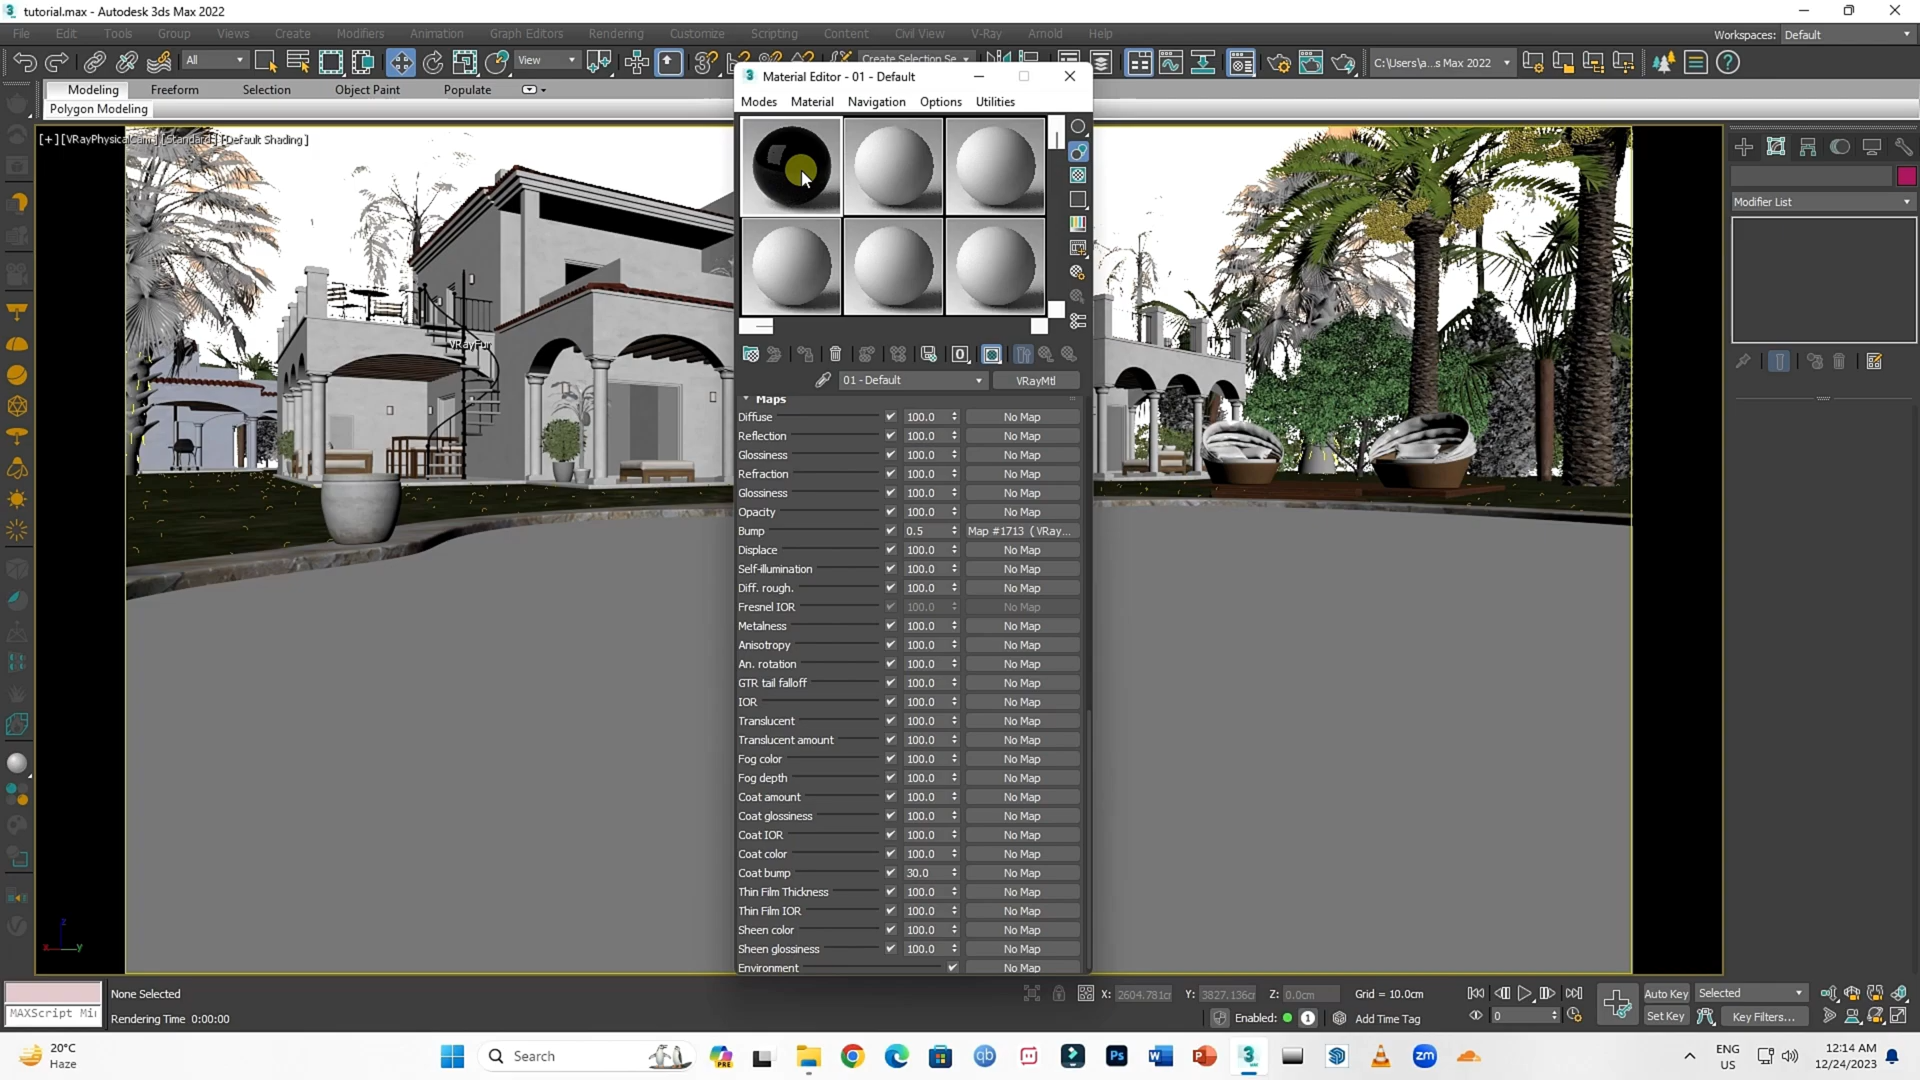 tutorial.max - Autodesk 3ds Max 2022
File Edit Tools Group Views Create Modifiers Animation Graph Editors Rendering Customize Scripting Content Civil View V-Ray Arnold Help
Workspaces: Default
All View Create Selection Se C:\Users\a...s Max 2022
Modeling Freeform Selection Object Paint Populate
Polygon Modeling
[+] [VRayPhysicalCam] [Standard] [Default Shading]
VRayFur
Material Editor - 01 - Default
Modes Material Navigation Options Utilities
01 - Default VRayMtl
Maps
Diffuse 100.0 No Map
Reflection 100.0 No Map
Glossiness 100.0 No Map
Refraction 100.0 No Map
Glossiness 100.0 No Map
Opacity 100.0 No Map
Bump 0.5 Map #1713 (VRay...
Displace 100.0 No Map
Self-illumination 100.0 No Map
Diff. rough. 100.0 No Map
Fresnel IOR 100.0 No Map
Metalness 100.0 No Map
Anisotropy 100.0 No Map
An. rotation 100.0 No Map
GTR tail falloff 100.0 No Map
IOR 100.0 No Map
Translucent 100.0 No Map
Translucent amount 100.0 No Map
Fog color 100.0 No Map
Fog depth 100.0 No Map
Coat amount 100.0 No Map
Coat glossiness 100.0 No Map
Coat IOR 100.0 No Map
Coat color 100.0 No Map
Coat bump 30.0 No Map
Thin Film Thickness 100.0 No Map
Thin Film IOR 100.0 No Map
Sheen color 100.0 No Map
Sheen glossiness 100.0 No Map
Environment No Map
Modifier List
z
x y
None Selected
MAXScript Mi
Rendering Time 0:00:00
X: 2604.781cr Y: 3827.136cr Z: 0.0cm Grid = 10.0cm
Enabled: 1 Add Time Tag
0
Auto Key Selected
Set Key Key Filters...
20°C
Haze
Search
ENG
US
12:14 AM
12/24/2023